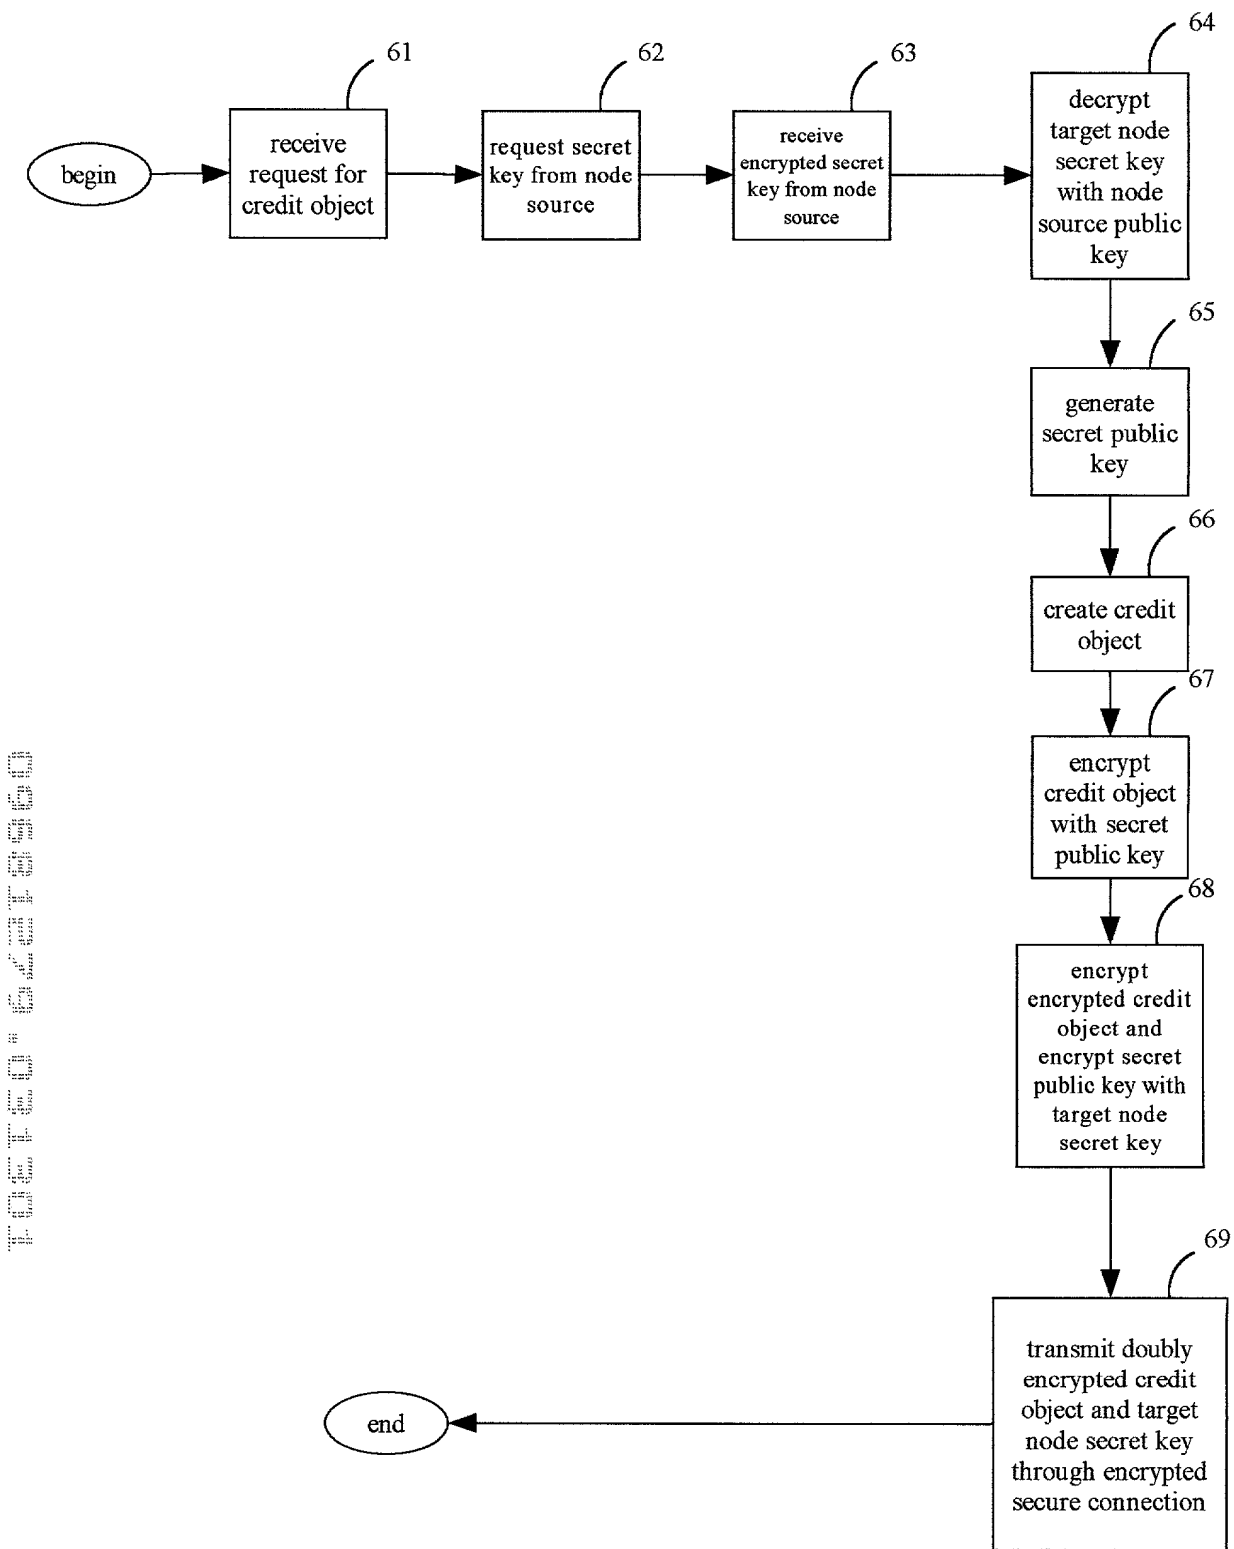 61
62
63
64
begin
receive
request for
credit object
request secret
key from node
source
receive
encrypted secret
key from node
source
decrypt
target node
secret key
with node
source public
key
65
generate
secret public
key
66
create credit
object
67
encrypt
credit object
with secret
public key
68
encrypt
encrypted credit
object and
encrypt secret
public key with
target node
secret key
69
transmit doubly
encrypted credit
object and target
node secret key
through encrypted
secure connection
end